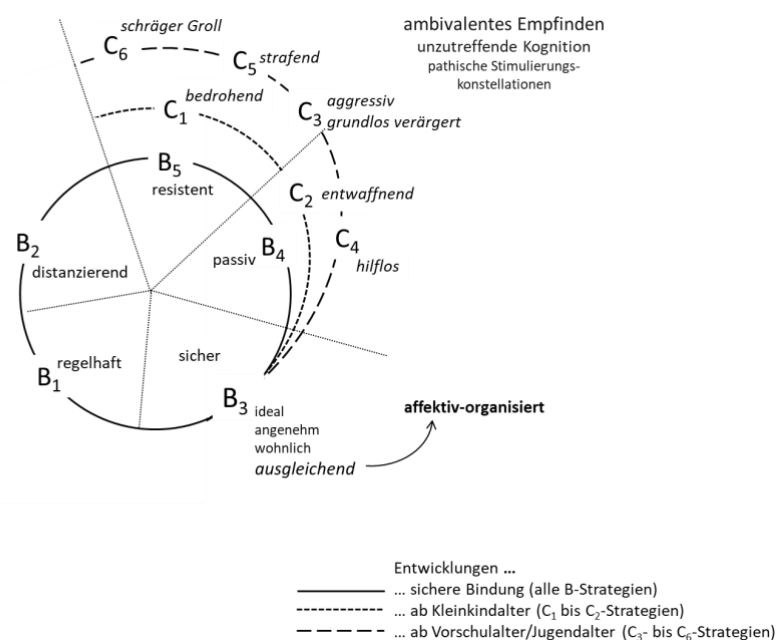 schräger Groll
C6
C5 strafend
ambivalentes Empfinden
unzutreffende Kognition
pathische Stimulierungs-
konstellationen
bedrohend
C1
C3 aggressiv
grundlos verärgert
B5
resistent
C2 entwaffnend
C4
hilflos
B2
distanzierend
passiv B4
regelhaft
B1
sicher
B3 ideal
angenehm
wohnlich
ausgleichend
affektiv-organisiert
Entwicklungen ...
... sichere Bindung (alle B-Strategien)
... ab Kleinkindalter (C1 bis C2-Strategien)
... ab Vorschulalter/Jugendalter (C3- bis C6-Strategien)